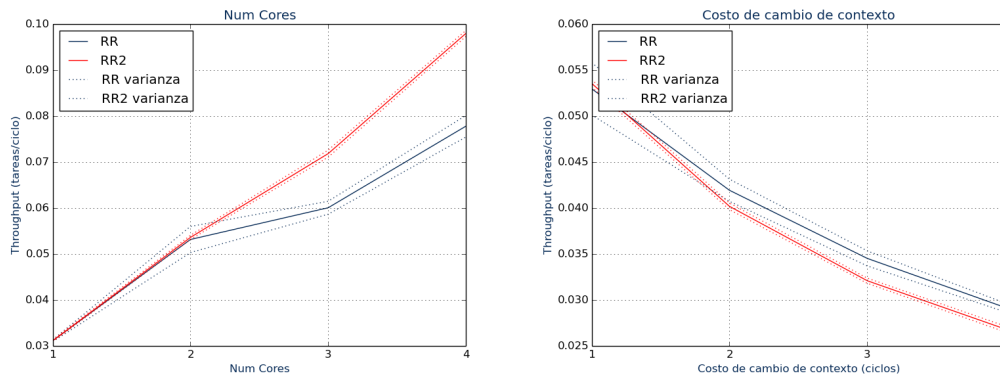 Num Cores
RR
RR2
RR varianza
RR2 varianza
0.10
0.09
0.08
0.07
0.06
0.05
0.04
0.03
Throughput (tareas/ciclo)
1
2
3
4
Num Cores
Costo de cambio de contexto
RR
RR2
RR varianza
RR2 varianza
0.060
0.055
0.050
0.045
0.040
0.035
0.030
0.025
Throughput (tareas/ciclo)
1
2
3
Costo de cambio de contexto (ciclos)